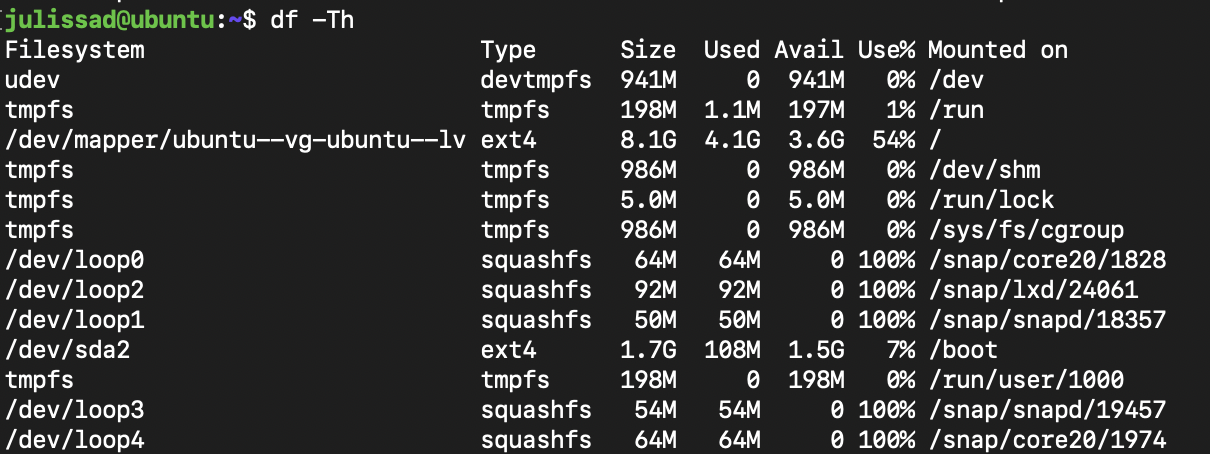 julissad@ubuntu:~$ df -Th
Filesystem Type Size Used Avail Use% Mounted on
udev devtmpfs 941M 0 941M 0% /dev
tmpfs tmpfs 198M 1.1M 197M 1% /run
/dev/mapper/ubuntu--vg-ubuntu--lv ext4 8.1G 4.1G 3.6G 54% /
tmpfs tmpfs 986M 0 986M 0% /dev/shm
tmpfs tmpfs 5.0M 0 5.0M 0% /run/lock
tmpfs tmpfs 986M 0 986M 0% /sys/fs/cgroup
/dev/loop0 squashfs 64M 64M 0 100% /snap/core20/1828
/dev/loop2 squashfs 92M 92M 0 100% /snap/lxd/24061
/dev/loop1 squashfs 50M 50M 0 100% /snap/snapd/18357
/dev/sda2 ext4 1.7G 108M 1.5G 7% /boot
tmpfs tmpfs 198M 0 198M 0% /run/user/1000
/dev/loop3 squashfs 54M 54M 0 100% /snap/snapd/19457
/dev/loop4 squashfs 64M 64M 0 100% /snap/core20/1974